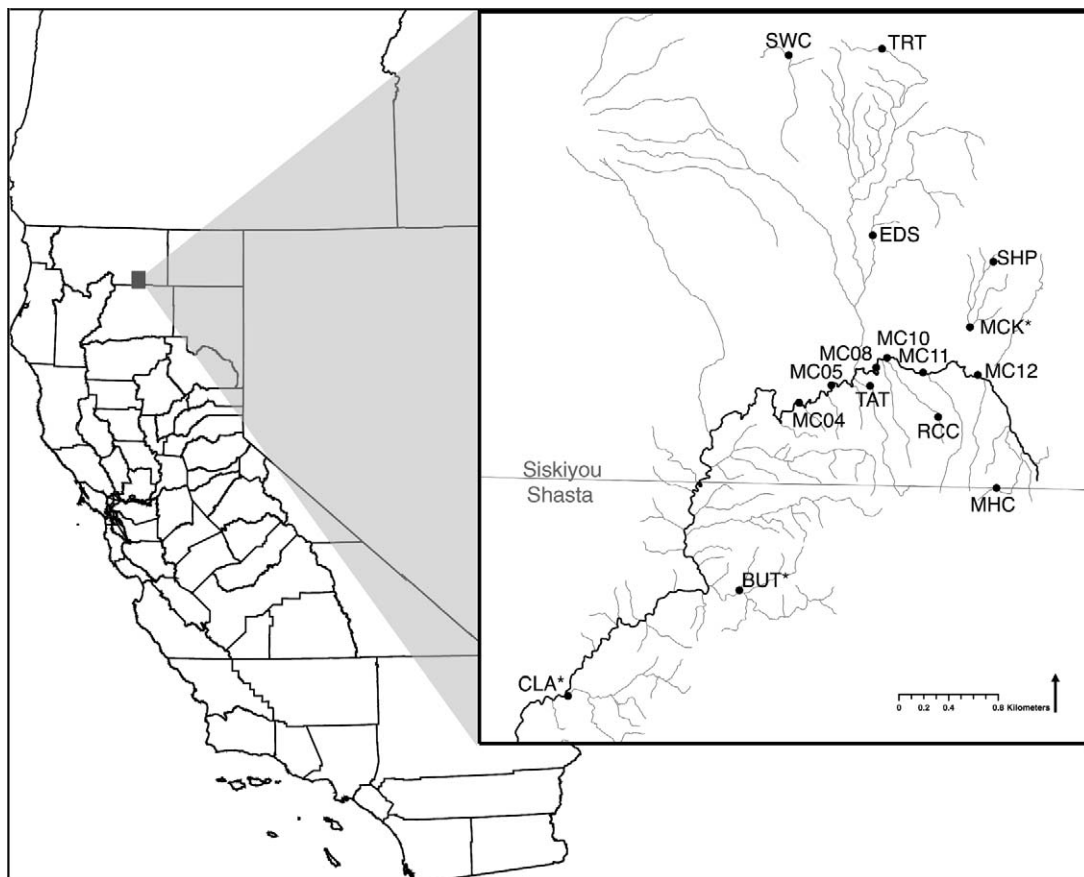 SWC
TRT
EDS
SHP
MCK*
MC10
MC08
MC11
MC05
MC12
TAT
MC04
RCC
Siskiyou
Shasta
MHC
BUT*
CLA*
0 0.2 0.4 0.8 Kilometers